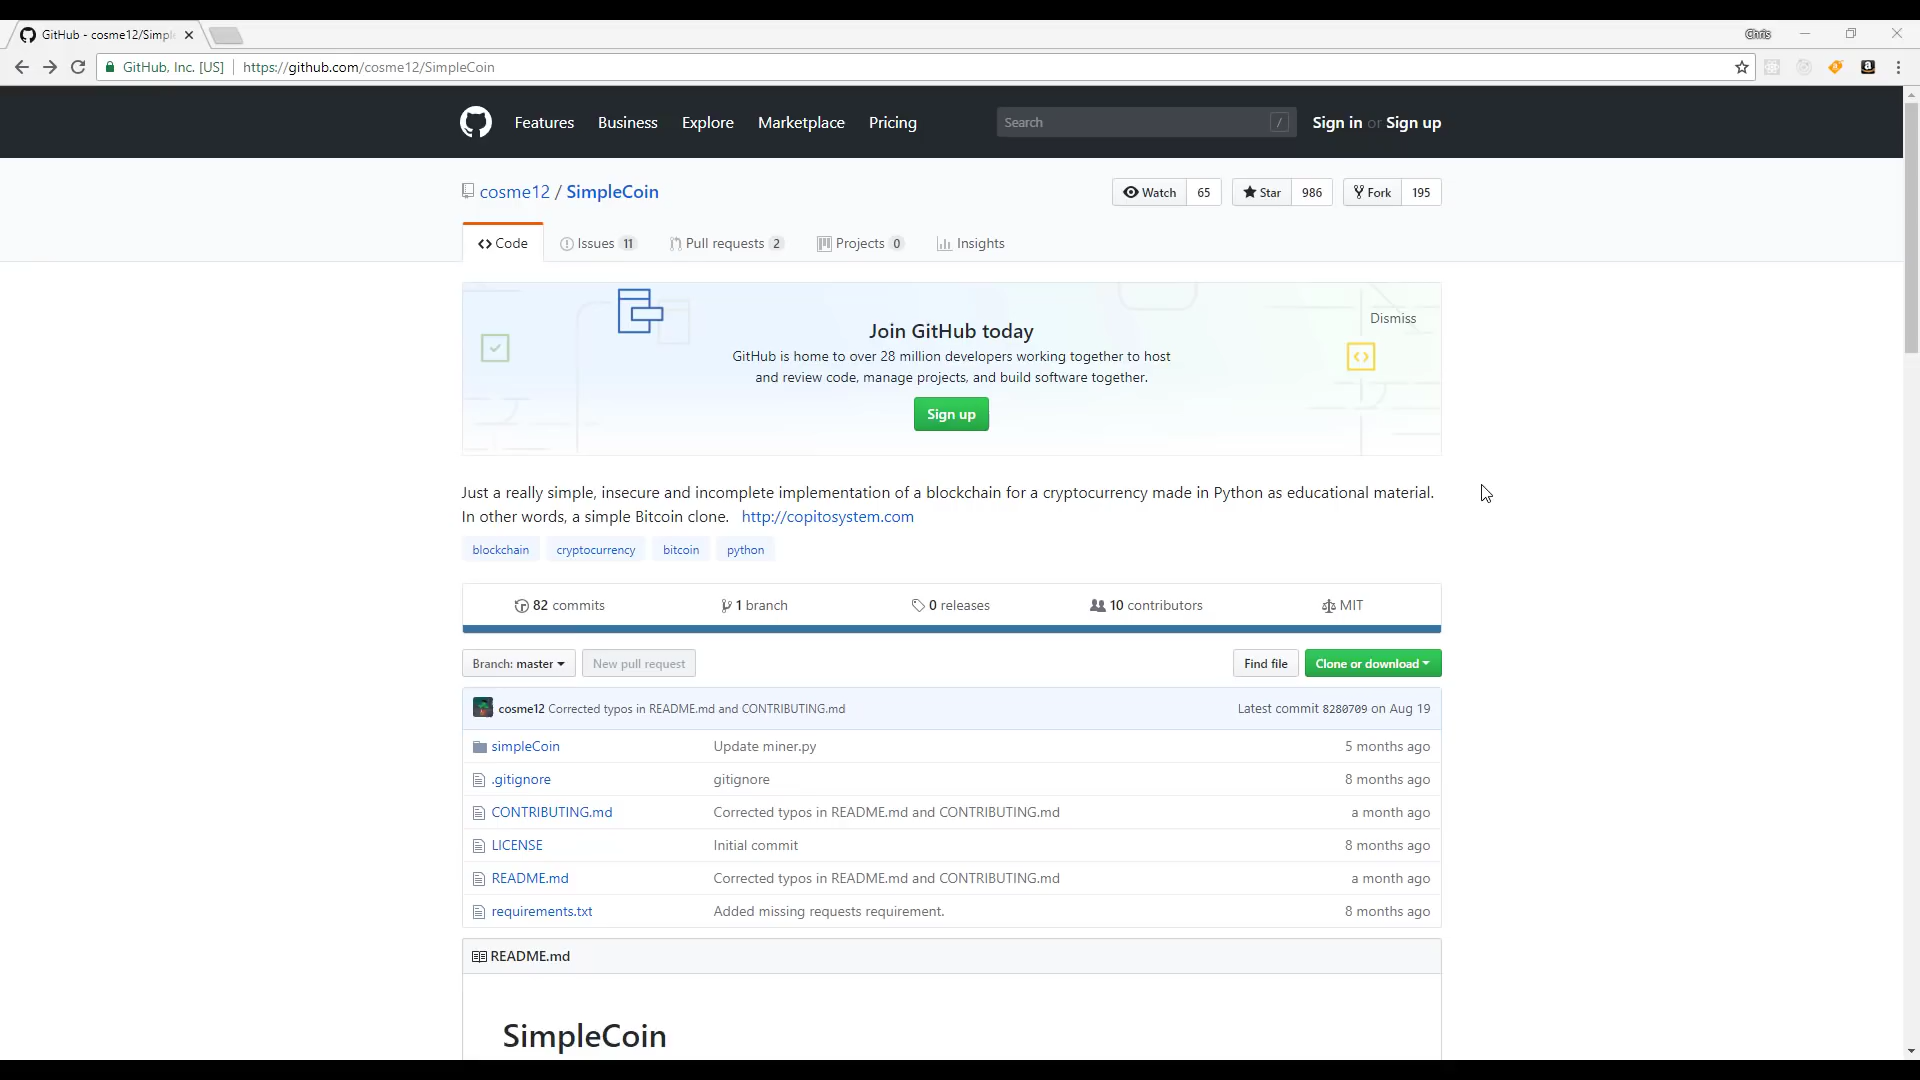 GitHub - cosme12/Simpl
Chris
GitHub, Inc. [US] https://github.com/cosme12/SimpleCoin
Features Business Explore Marketplace Pricing Search / Sign in or Sign up
cosme12 / SimpleCoin Watch 65 Star 986 Fork 195
Code Issues 11 Pull requests 2 Projects 0 Insights
Dismiss
Join GitHub today
GitHub is home to over 28 million developers working together to host
and review code, manage projects, and build software together.
Sign up
Just a really simple, insecure and incomplete implementation of a blockchain for a cryptocurrency made in Python as educational material.
In other words, a simple Bitcoin clone. http://copitosystem.com
blockchain cryptocurrency bitcoin python
82 commits 1 branch 0 releases 10 contributors MIT
Branch: master New pull request Find file Clone or download
cosme12 Corrected typos in README.md and CONTRIBUTING.md Latest commit 8280709 on Aug 19
simpleCoin Update miner.py 5 months ago
.gitignore gitignore 8 months ago
CONTRIBUTING.md Corrected typos in README.md and CONTRIBUTING.md a month ago
LICENSE Initial commit 8 months ago
README.md Corrected typos in README.md and CONTRIBUTING.md a month ago
requirements.txt Added missing requests requirement. 8 months ago
README.md
SimpleCoin